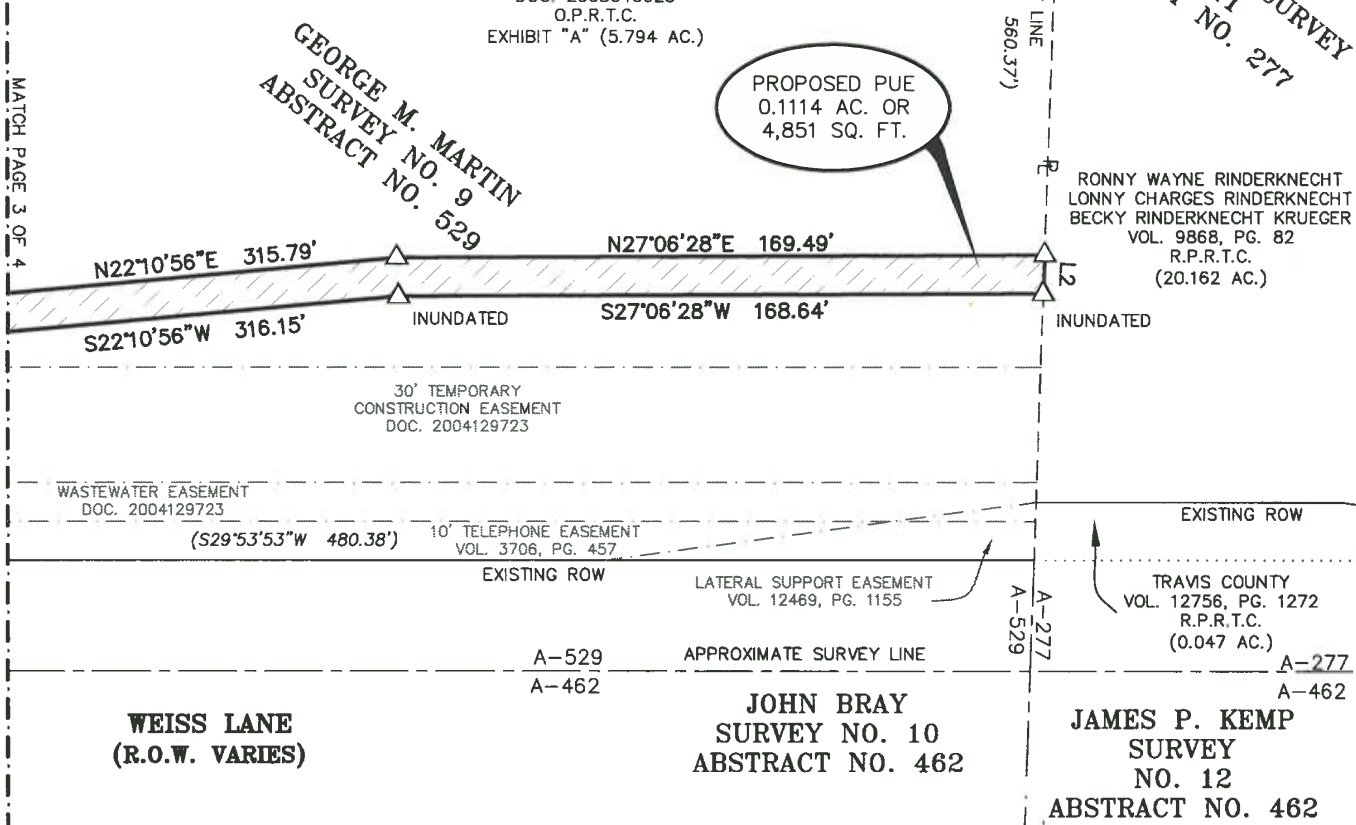 O.P.R.T.C.
EXHIBIT "A" (5.794 AC.)
GEORGE M. MARTIN
SURVEY NO. 9
ABSTRACT NO. 529
PROPOSED PUE
0.1114 AC. OR
4,851 SQ. FT.
LINE
560.37')
SURVEY
NO. 277
MATCH PAGE 3 OF 4
RONNY WAYNE RINDERKNECHT
LONNY CHARGES RINDERKNECHT
BECKY RINDERKNECHT KRUEGER
VOL. 9868, PG. 82
R.P.R.T.C.
(20.162 AC.)
N22°10'56"E 315.79'
N27°06'28"E 169.49'
L2
S22°10'56"W 316.15'
INUNDATED
S27°06'28"W 168.64'
INUNDATED
30' TEMPORARY
CONSTRUCTION EASEMENT
DOC. 2004129723
WASTEWATER EASEMENT
DOC. 2004129723
(S29°53'53"W 480.38')
10' TELEPHONE EASEMENT
VOL. 3706, PG. 457
EXISTING ROW
EXISTING ROW
LATERAL SUPPORT EASEMENT
VOL. 12469, PG. 1155
A-277
A-529
TRAVIS COUNTY
VOL. 12756, PG. 1272
R.P.R.T.C.
(0.047 AC.)
A-529
APPROXIMATE SURVEY LINE
A-277
A-462
A-462
WEISS LANE
(R.O.W. VARIES)
JOHN BRAY
SURVEY NO. 10
ABSTRACT NO. 462
JAMES P. KEMP
SURVEY
NO. 12
ABSTRACT NO. 462